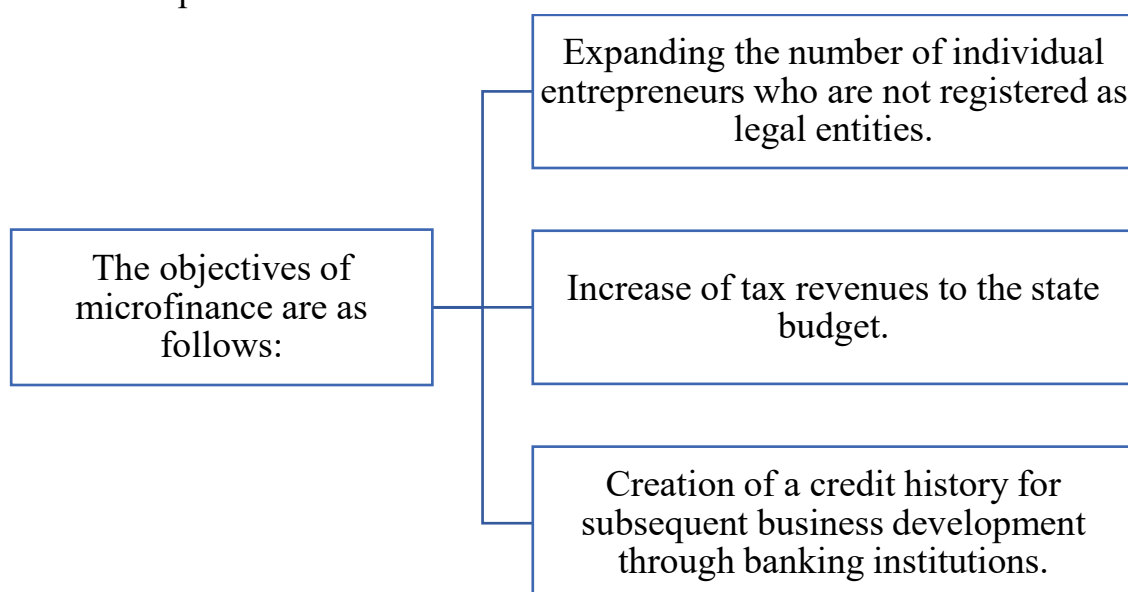 The objectives of
microfinance are as
follows:
Expanding the number of individual
entrepreneurs who are not registered as
legal entities.
Increase of tax revenues to the state
budget.
Creation of a credit history for
subsequent business development
through banking institutions.